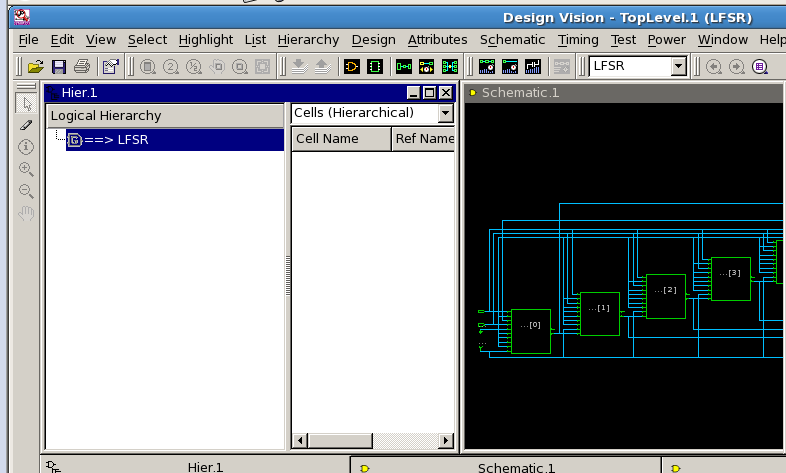 Design Vision - TopLevel.1 (LFSR)
File Edit View Select Highlight List Hierarchy Design Attributes Schematic Timing Test Power Window Help
LFSR
Hier.1
Schematic.1
Logical Hierarchy
Cells (Hierarchical)
Cell Name
Ref Name
==> LFSR
...[3]
...[2]
...[1]
...[0]
Hier.1
Schematic.1